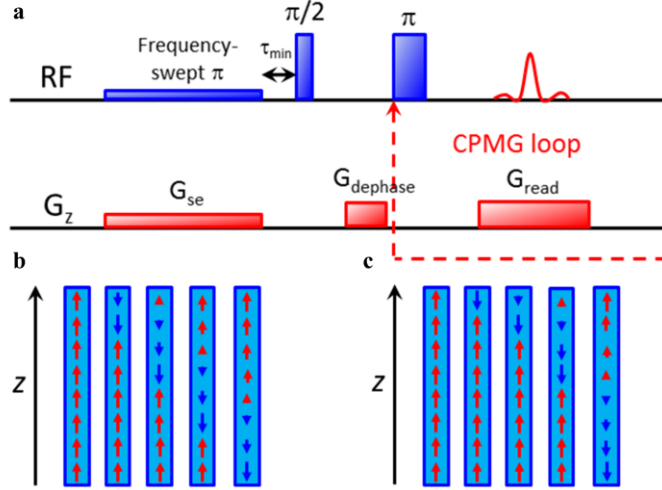 a
π/2
π
Frequency-
swept π
τmin
RF
CPMG loop
Gse
Gdephase
Gread
Gz
b
c
z
z